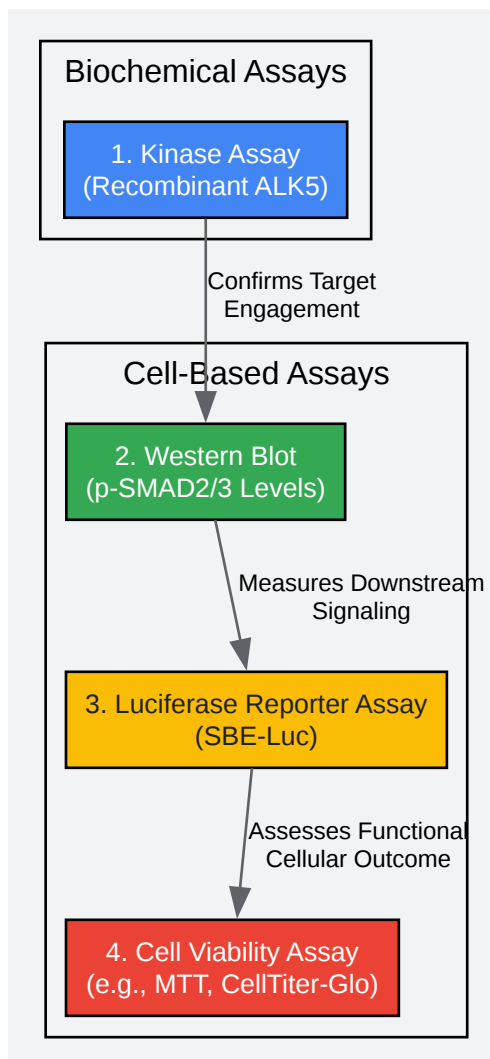 Biochemical Assays
1. Kinase Assay
(Recombinant ALK5)
Confirms Target
Engagement
Cell-Based Assays
2. Western Blot
(p-SMAD2/3 Levels)
Measures Downstream
Signaling
3. Luciferase Reporter Assay
(SBE-Luc)
Assesses Functional
Cellular Outcome
4. Cell Viability Assay
(e.g., MTT, CellTiter-Glo)